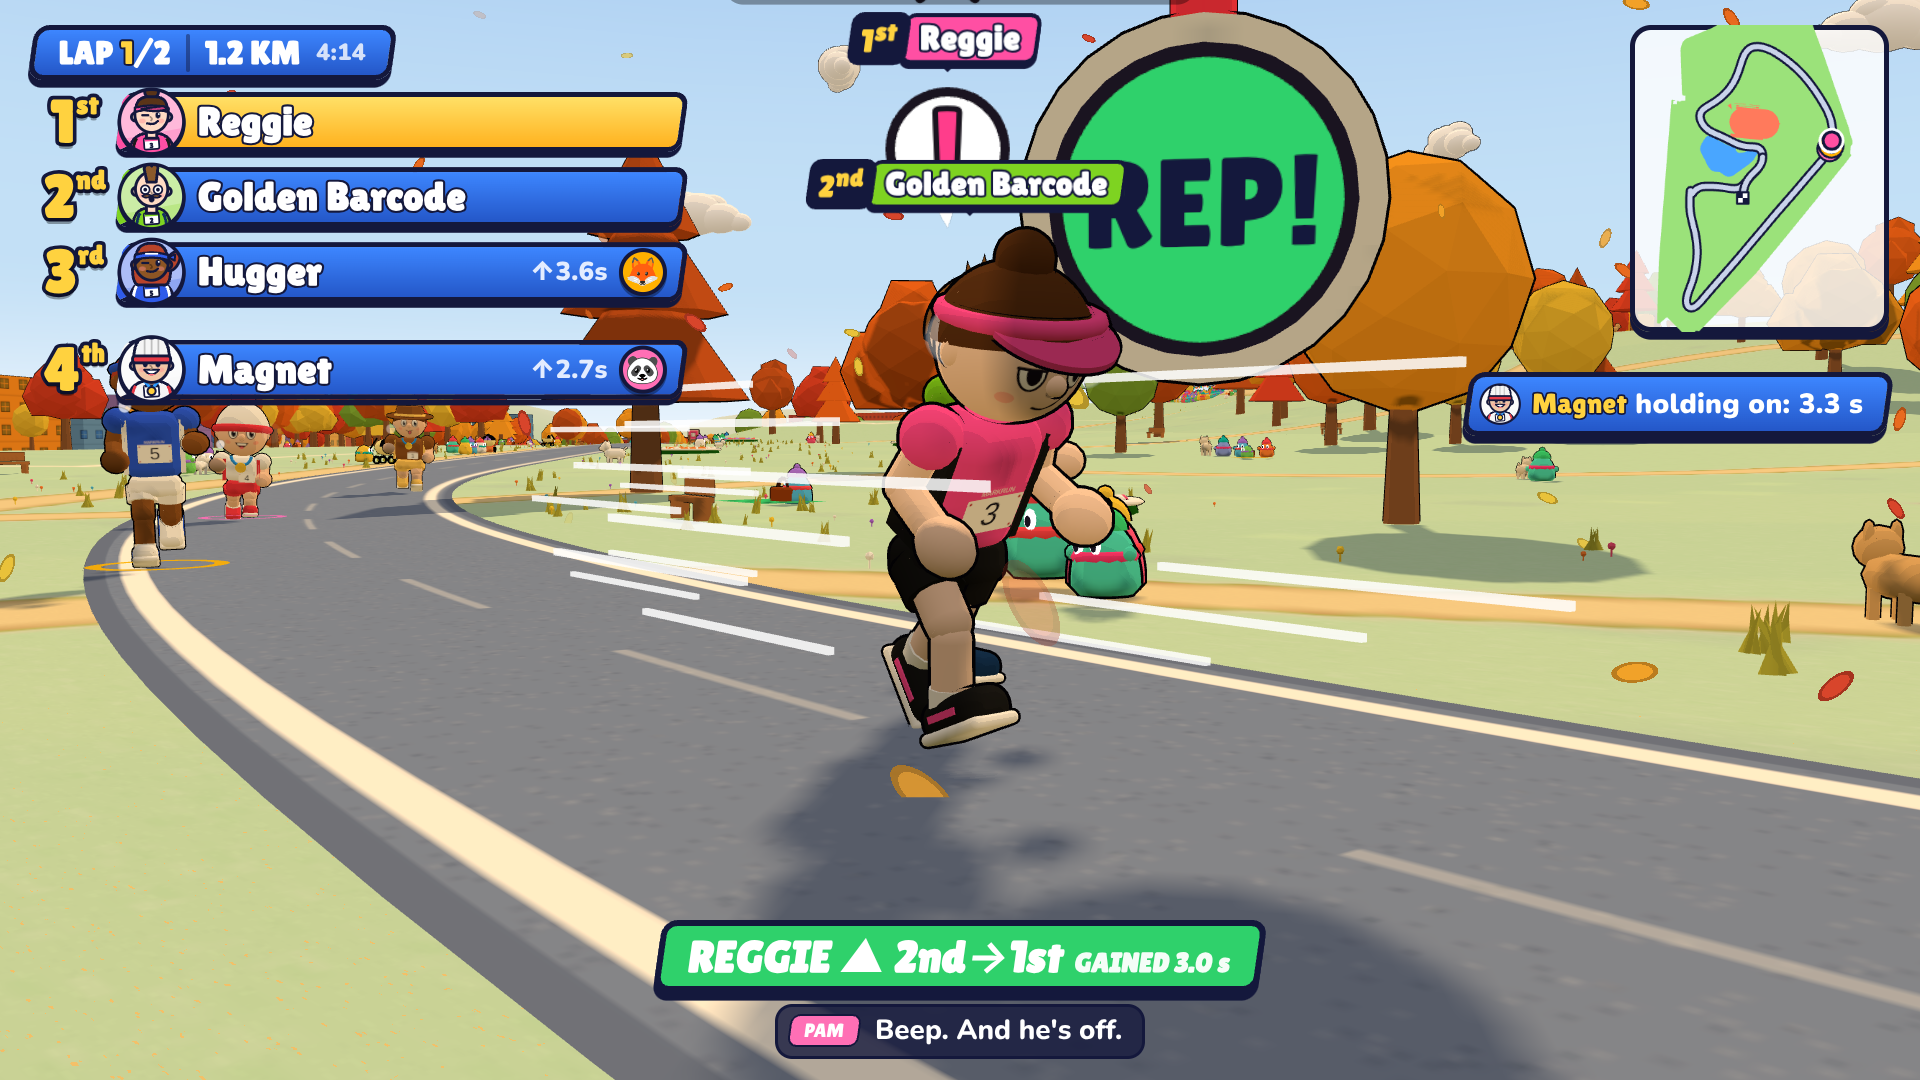 LAP 1/2 1.2 KM 4:14
1st Reggie
2nd Golden Barcode
3rd Hugger ↑3.6s
4th Magnet ↑2.7s
1st Reggie
2nd Golden Barcode
REP!
Magnet holding on: 3.3 s
5
4
3
REGGIE ▲ 2nd→1st GAINED 3.0 s
PAM Beep. And he's off.